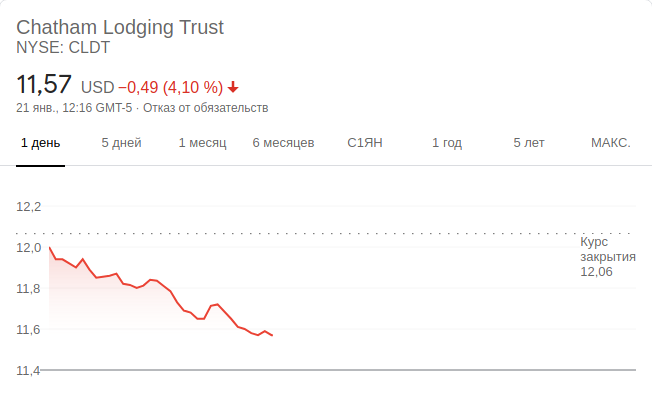 Chatham Lodging Trust
NYSE: CLDT
11,57 USD −0,49 (4,10 %)
21 янв., 12:16 GMT-5 · Отказ от обязательств
1 день 5 дней 1 месяц 6 месяцев С1ЯН 1 год 5 лет МАКС.
12,2
12,0
11,8
11,6
11,4
Курс
закрытия
12,06